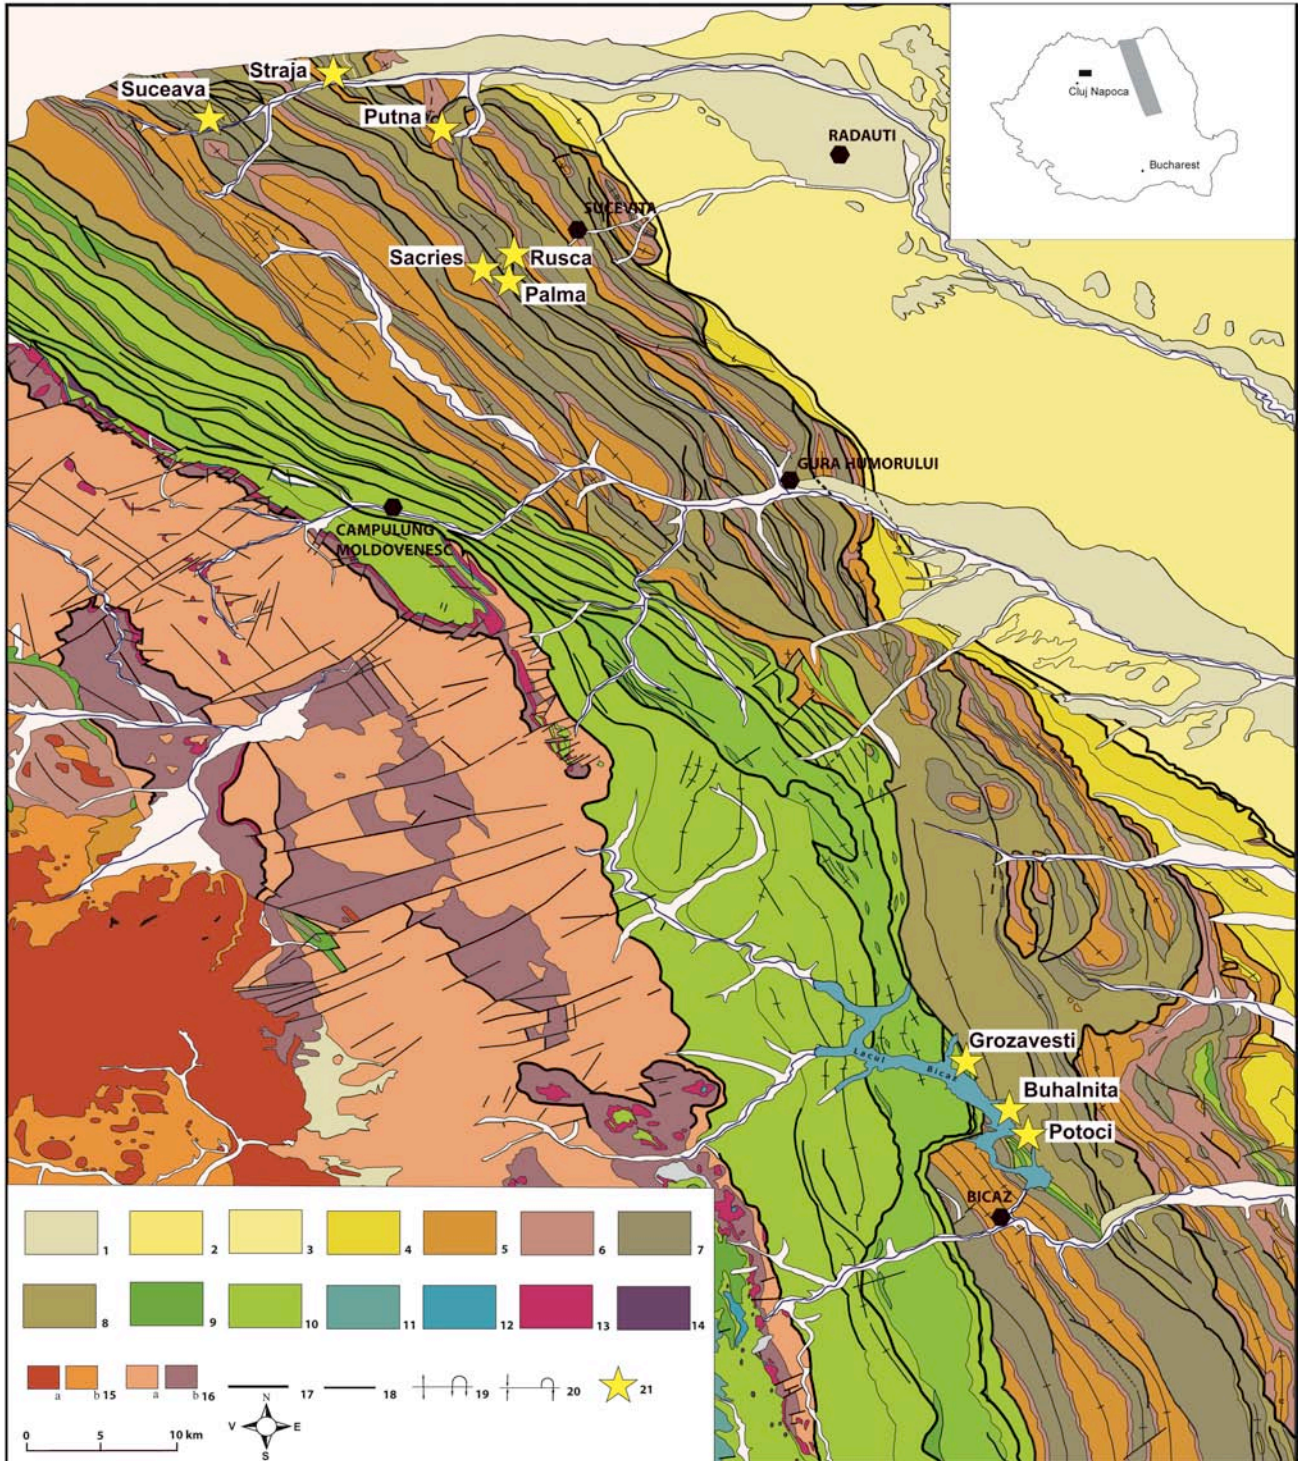 Straja
Suceava
Putna
Cluj Napoca
Bucharest
RADAUTI
SUCEVITA
Sacries
Rusca
Palma
GURA HUMORULUI
CAMPULUNG
MOLDOVENESC
Grozavesti
Lacul Bicaz
Buhalnita
Potoci
BICAZ
1 2 3 4 5 6 7
8 9 10 11 12 13 14
a b 15 a b 16 17 18 19 20 21
N
V E
S
0 5 10 km